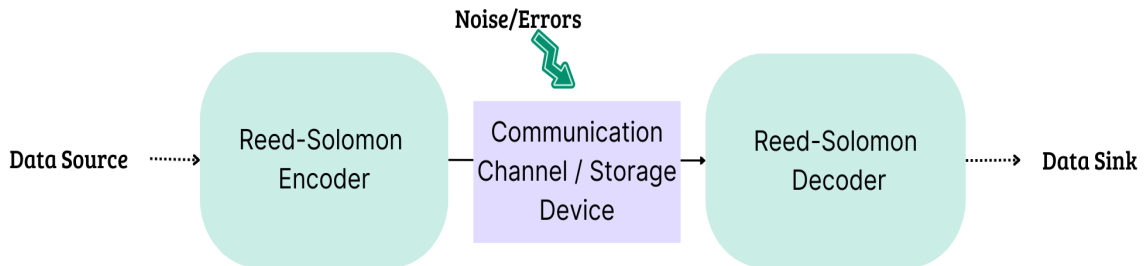 Noise/Errors
Data Source
Reed-Solomon
Encoder
Communication
Channel / Storage
Device
Reed-Solomon
Decoder
Data Sink